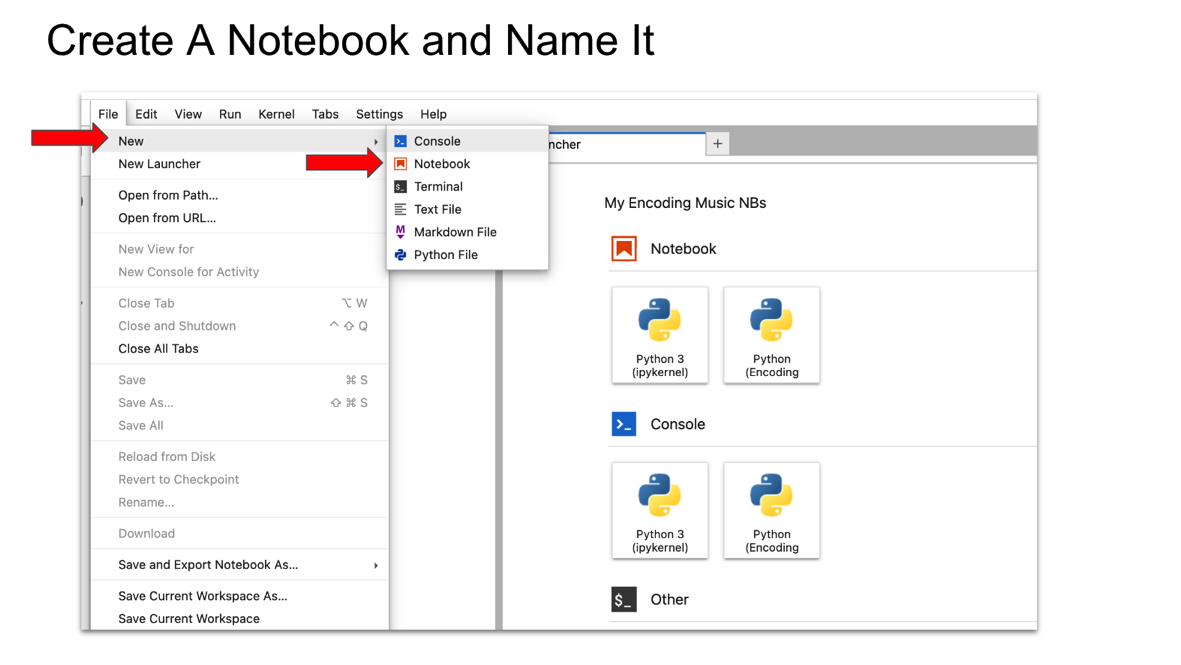 Create A Notebook and Name It
File Edit View Run Kernel Tabs Settings Help
New
New Launcher
Open from Path...
Open from URL...
New View for
New Console for Activity
Close Tab ⌥ W
Close and Shutdown ^ ⇧ Q
Close All Tabs
Save ⌘ S
Save As... ⇧ ⌘ S
Save All
Reload from Disk
Revert to Checkpoint
Rename...
Download
Save and Export Notebook As...
Save Current Workspace As...
Save Current Workspace
Console
Notebook
$_ Terminal
Text File
M Markdown File
Python File
ncher +
My Encoding Music NBs
Notebook
Python 3
(ipykernel)
Python
(Encoding
Console
Python 3
(ipykernel)
Python
(Encoding
$_ Other